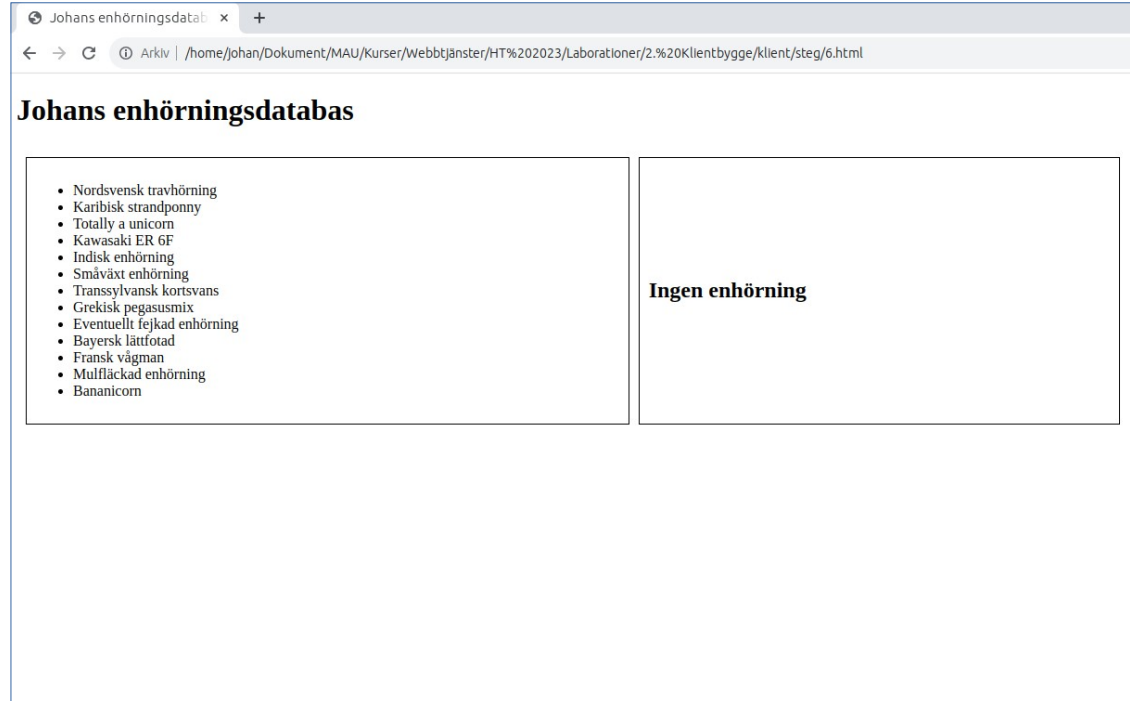 Johans enhörningsdatab
Arkiv | /home/johan/Dokument/MAU/Kurser/Webbtjänster/HT%202023/Laborationer/2.%20Klientbygge/klient/steg/6.html
Johans enhörningsdatabas
Nordsvensk travhörning
Karibisk strandponny
Totally a unicorn
Kawasaki ER 6F
Indisk enhörning
Småväxt enhörning
Transsylvansk kortsvans
Grekisk pegasusmix
Eventuellt fejkad enhörning
Bayersk lättfotad
Fransk vågman
Mulfläckad enhörning
Bananicorn
Ingen enhörning